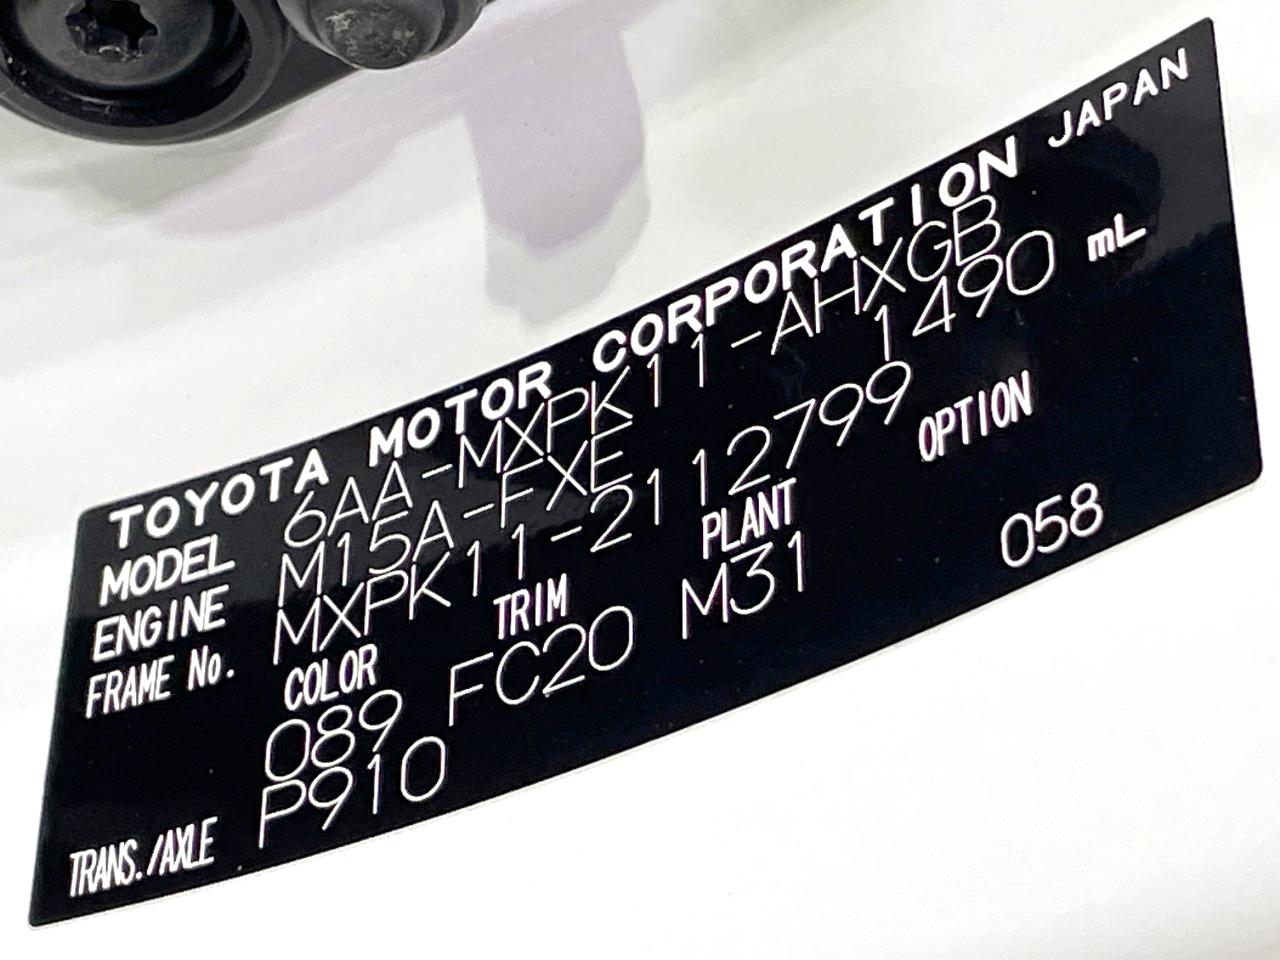 TOYOTA MOTOR CORPORATION JAPAN
MODEL 6AA-MXPK11-AHXGB
ENGINE M15A-FXE 1490 mL
FRAME No. MXPK11-2112799
COLOR TRIM PLANT OPTION
089 FC20 M31 058
TRANS./AXLE P910